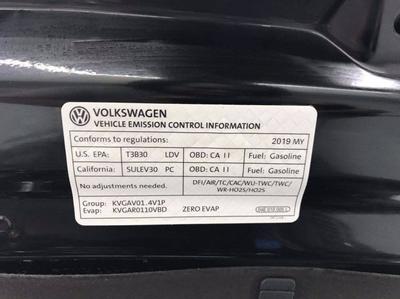 VOLKSWAGEN
VEHICLE EMISSION CONTROL INFORMATION
Conforms to regulations: 2019 MY
U.S. EPA: T3B30 LDV OBD: CA II Fuel: Gasoline
California: SULEV30 PC OBD: CA II Fuel: Gasoline
No adjustments needed. DFI/AIR/TC/CAC/WU-TWC/TWC/
WR-HO2S/HO2S
Group: KVGAV01.4V1P
Evap: KVGAR0110VBD ZERO EVAP